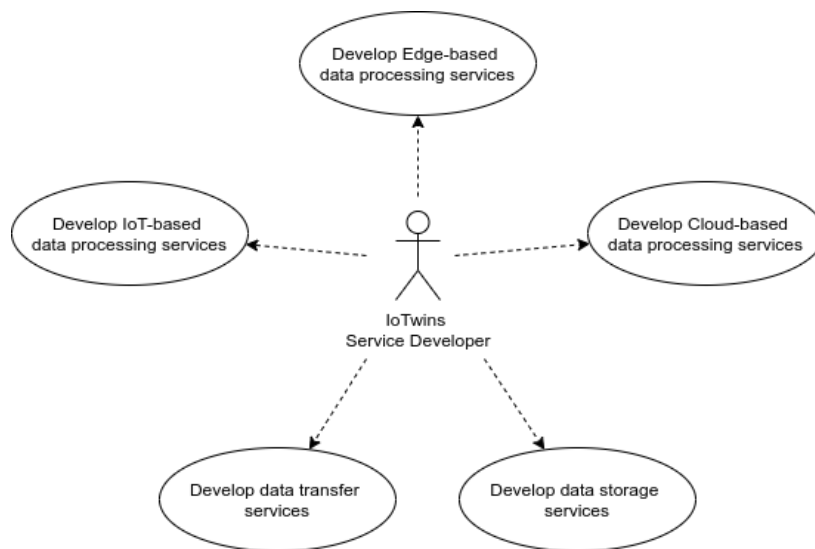 Develop Edge-based
data processing services
Develop IoT-based
data processing services
Develop Cloud-based
data processing services
IoTwins
Service Developer
Develop data transfer
services
Develop data storage
services